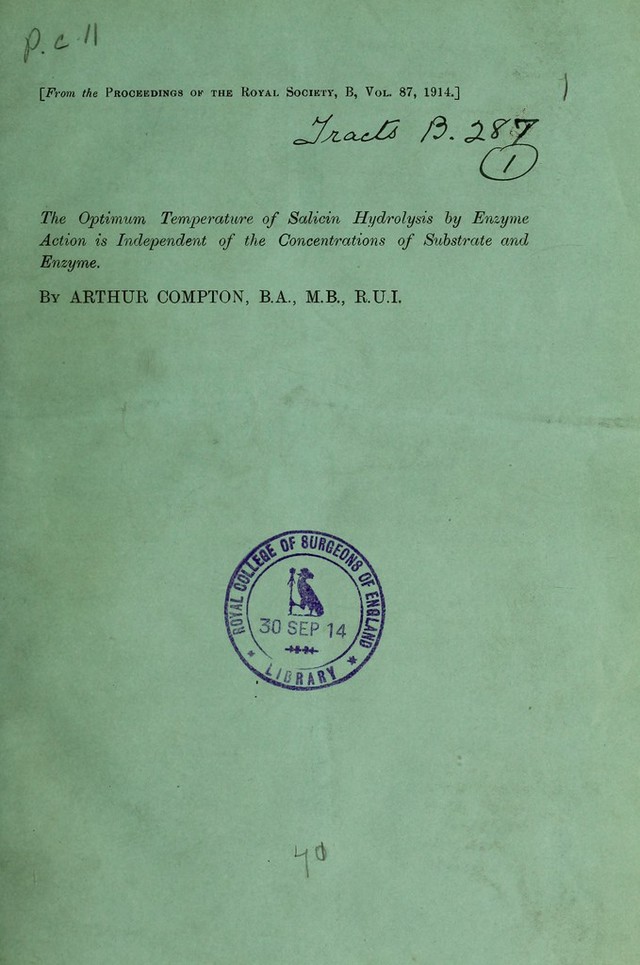 p. c 11
[From the PROCEEDINGS OF THE ROYAL SOCIETY, B, VOL. 87, 1914.]
Tracts B. 287
1
The Optimum Temperature of Salicin Hydrolysis by Enzyme
Action is Independent of the Concentrations of Substrate and
Enzyme.
BY ARTHUR COMPTON, B.A., M.B., R.U.I.
ROYAL COLLEGE OF SURGEONS OF ENGLAND
30 SEP 14
* LIBRARY *